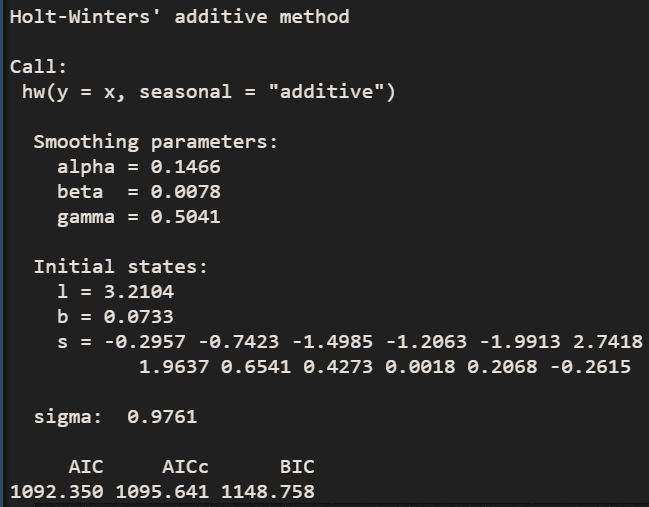 Holt-Winters' additive method
Call:
hw(y = x, seasonal = "additive")
Smoothing parameters:
alpha = 0.1466
beta  = 0.0078
gamma = 0.5041
Initial states:
l = 3.2104
b = 0.0733
s = -0.2957 -0.7423 -1.4985 -1.2063 -1.9913 2.7418
1.9637 0.6541 0.4273 0.0018 0.2068 -0.2615
sigma:  0.9761
AIC     AICc      BIC
1092.350 1095.641 1148.758